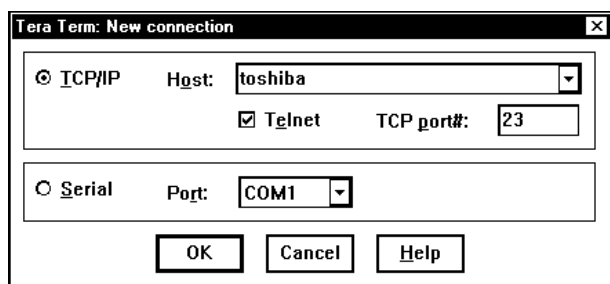 Tera Term: New connection
TCP/IP Host: toshiba
Telnet TCP port#: 23
Serial Port: COM1
OK Cancel Help